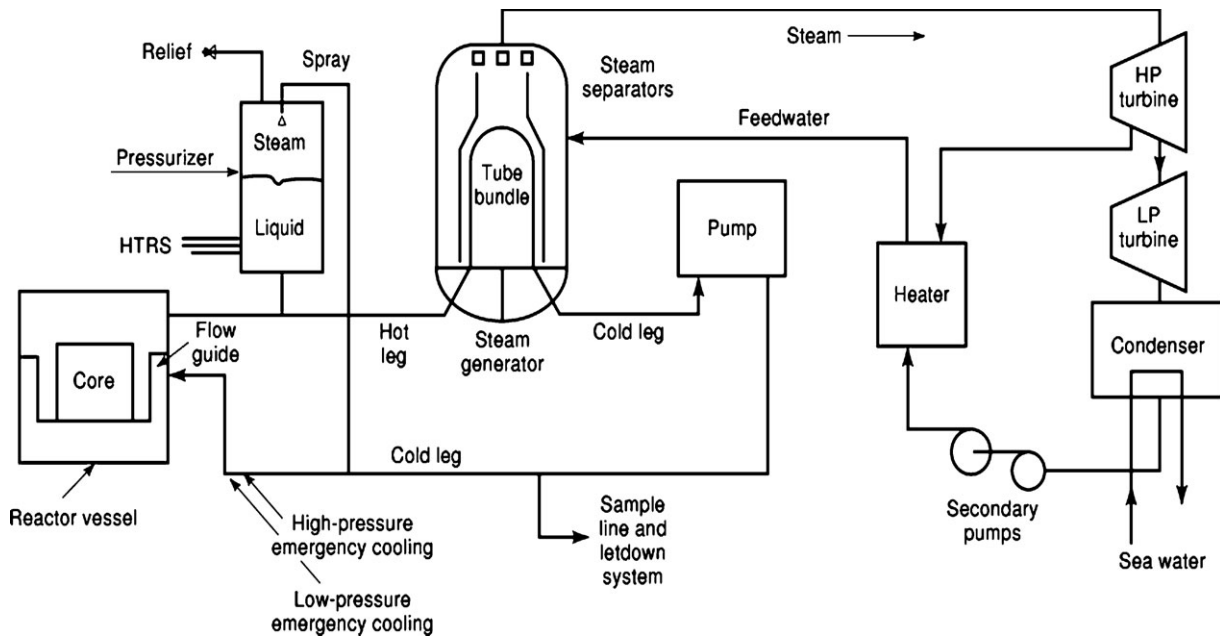 Relief
Spray
Steam
Steam
separators
HP
turbine
Feedwater
Steam
Pressurizer
Tube
bundle
Liquid
HTRS
Pump
LP
turbine
Heater
Flow
guide
Hot
leg
Steam
generator
Cold leg
Core
Condenser
Cold leg
Reactor vessel
High-pressure
emergency cooling
Low-pressure
emergency cooling
Sample
line and
letdown
system
Secondary
pumps
Sea water